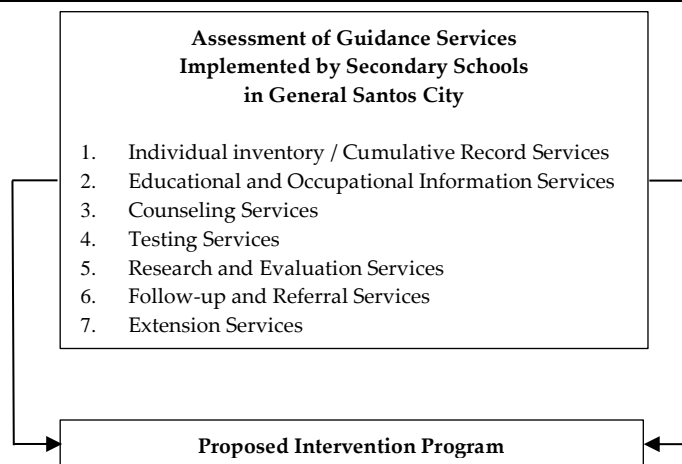 Assessment of Guidance Services
Implemented by Secondary Schools
in General Santos City
1. Individual inventory / Cumulative Record Services
2. Educational and Occupational Information Services
3. Counseling Services
4. Testing Services
5. Research and Evaluation Services
6. Follow-up and Referral Services
7. Extension Services
Proposed Intervention Program